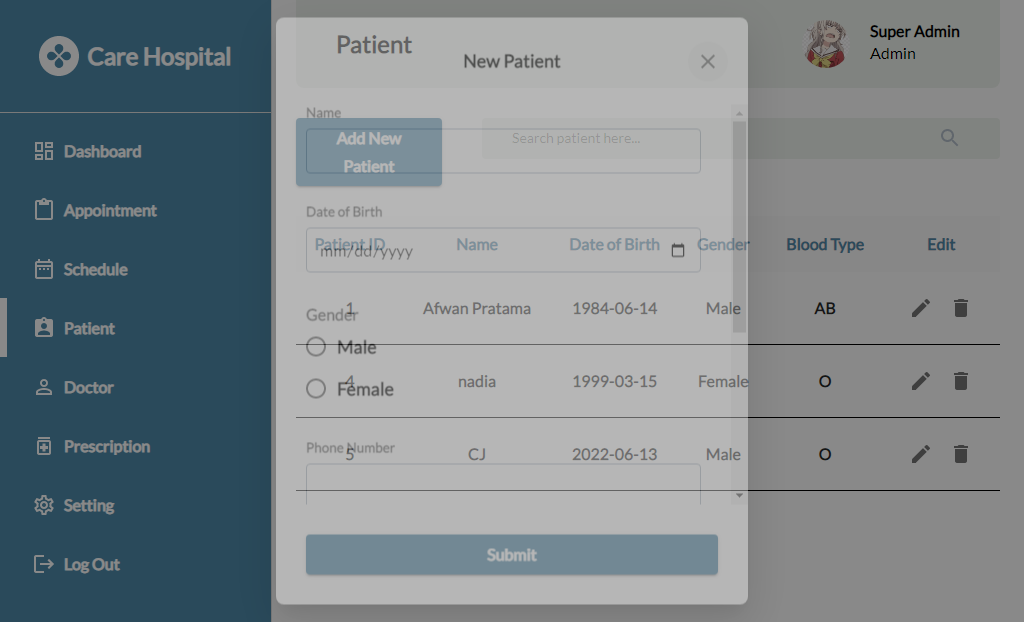 Care Hospital
Dashboard
Appointment
Schedule
Patient
Doctor
Prescription
Setting
Log Out
Patient
Super Admin
Admin
Add New
Patient
Search patient here...
Patient ID Name Date of Birth Gender Blood Type Edit
1 Afwan Pratama 1984-06-14 Male AB
4 nadia 1999-03-15 Female O
5 CJ 2022-06-13 Male O
New Patient
Name
Date of Birth
mm/dd/yyyy
Gender
Male
Female
Phone Number
Submit